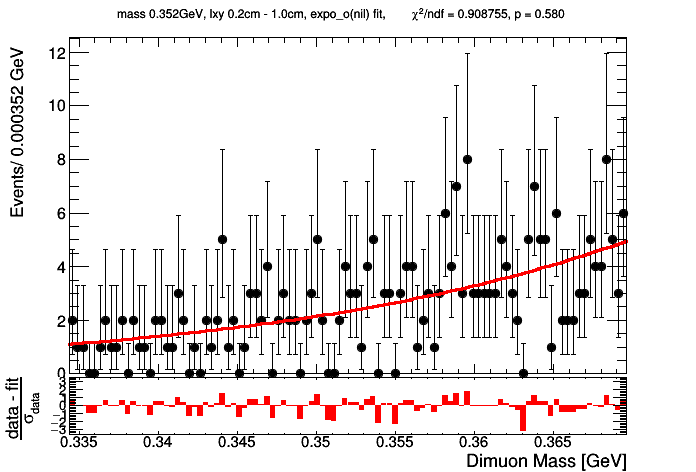 mass 0.352GeV, lxy 0.2cm - 1.0cm, expo_o(nil) fit, χ²/ndf = 0.908755, p = 0.580
Events/ 0.000352 GeV
12
10
8
6
4
2
0
data - fit
σdata
3
2
1
0
−1
−2
−3
0.335 0.34 0.345 0.35 0.355 0.36 0.365
Dimuon Mass [GeV]